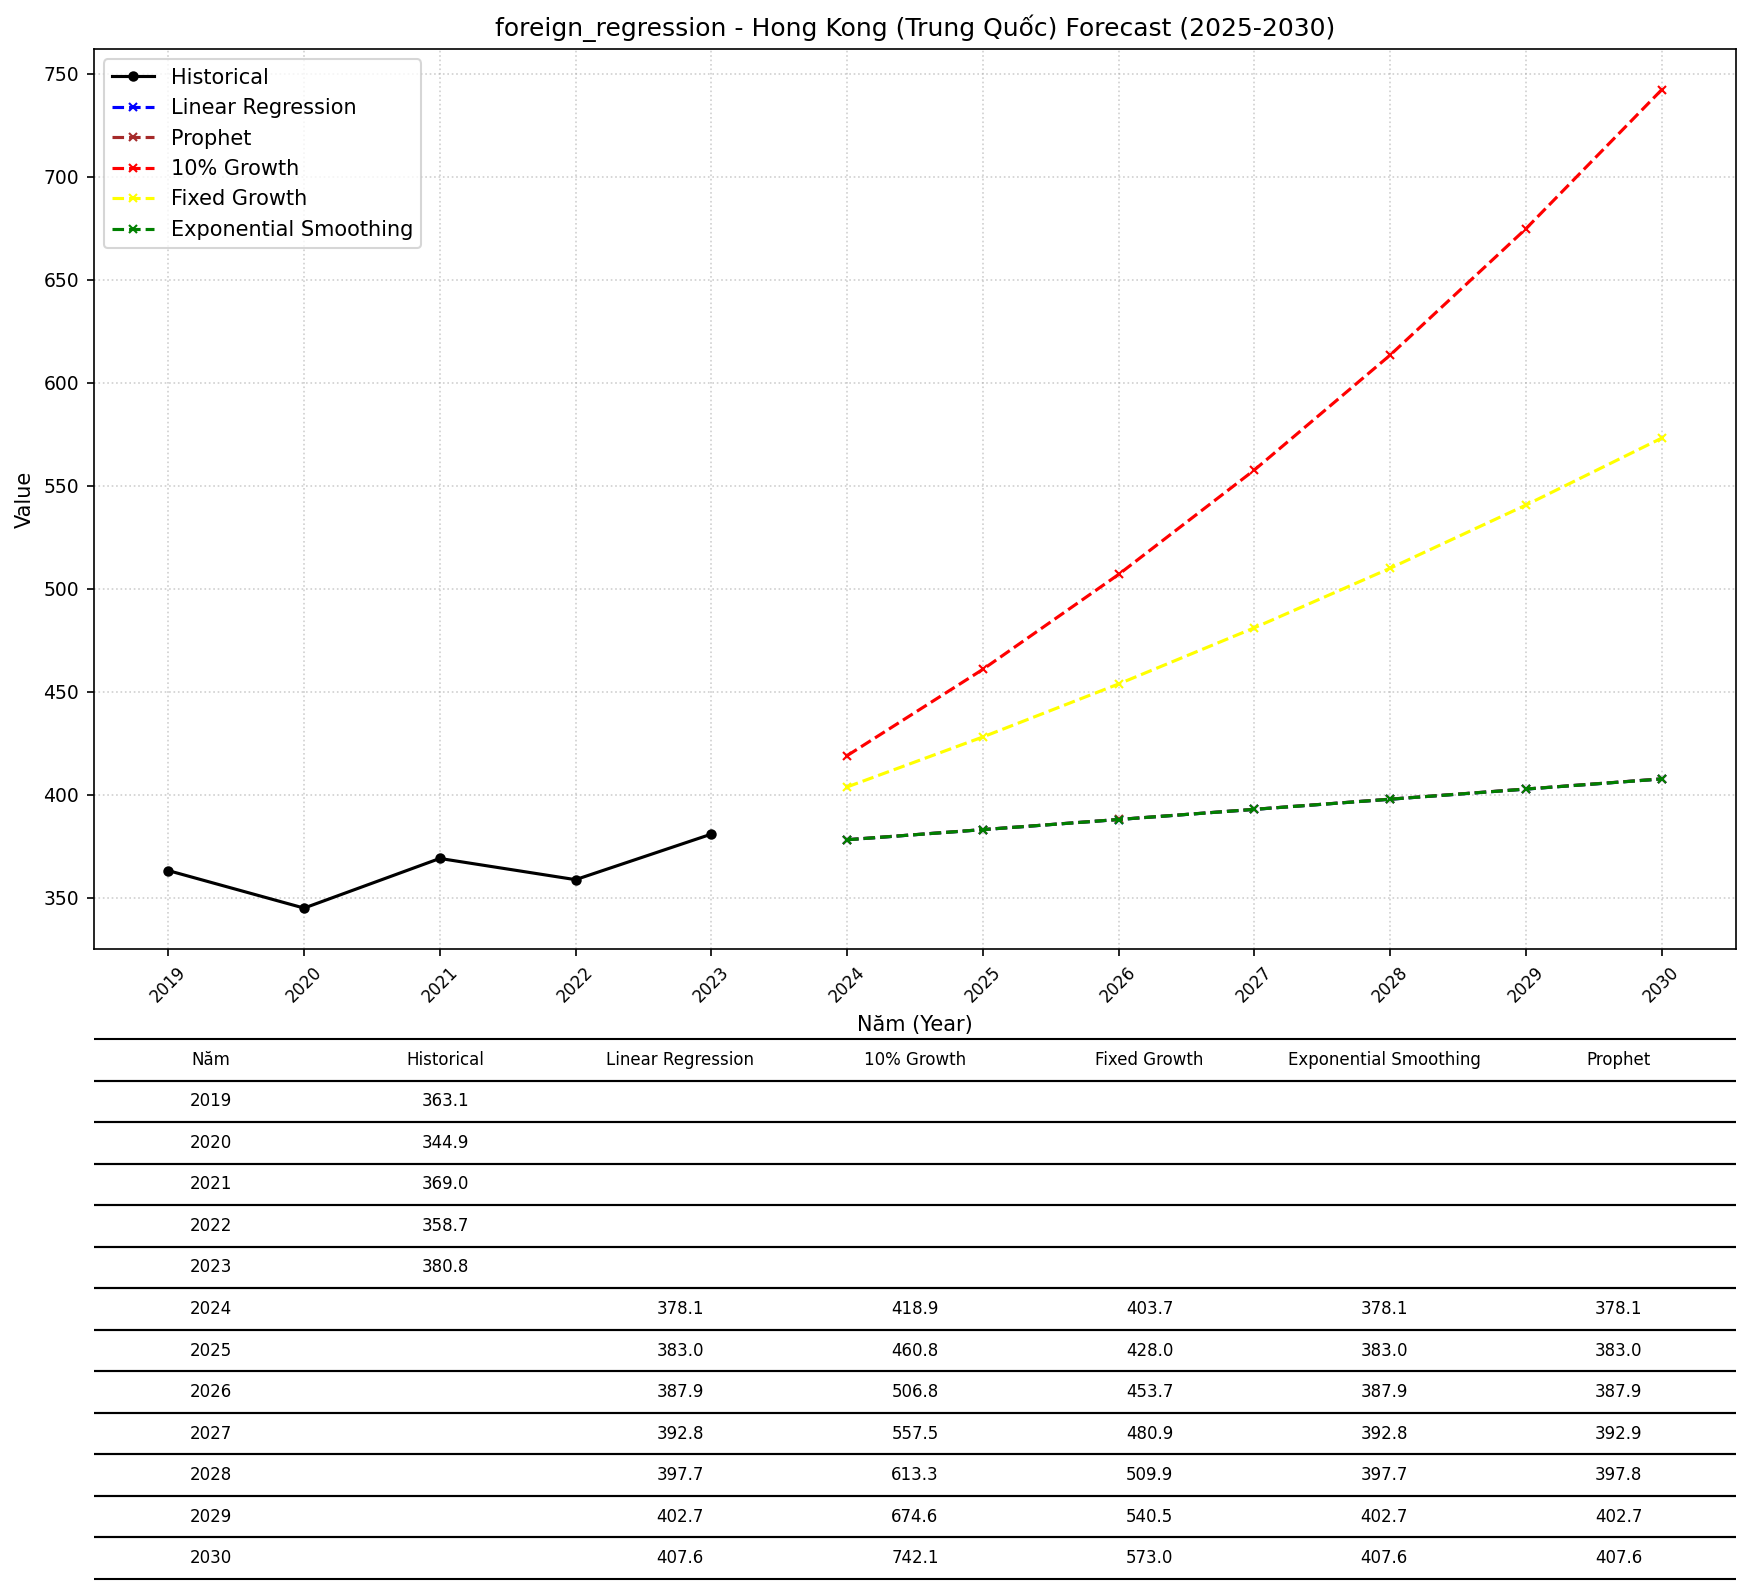 foreign_regression - Hong Kong (Trung Quốc) Forecast (2025-2030)
Historical
Linear Regression
Prophet
10% Growth
Fixed Growth
Exponential Smoothing
750
700
650
600
550
500
450
400
350
Value
2019 2020 2021 2022 2023 2024 2025 2026 2027 2028 2029 2030
Năm (Year)
Năm Historical Linear Regression 10% Growth Fixed Growth Exponential Smoothing Prophet
2019 363.1
2020 344.9
2021 369.0
2022 358.7
2023 380.8
2024 378.1 418.9 403.7 378.1 378.1
2025 383.0 460.8 428.0 383.0 383.0
2026 387.9 506.8 453.7 387.9 387.9
2027 392.8 557.5 480.9 392.8 392.9
2028 397.7 613.3 509.9 397.7 397.8
2029 402.7 674.6 540.5 402.7 402.7
2030 407.6 742.1 573.0 407.6 407.6